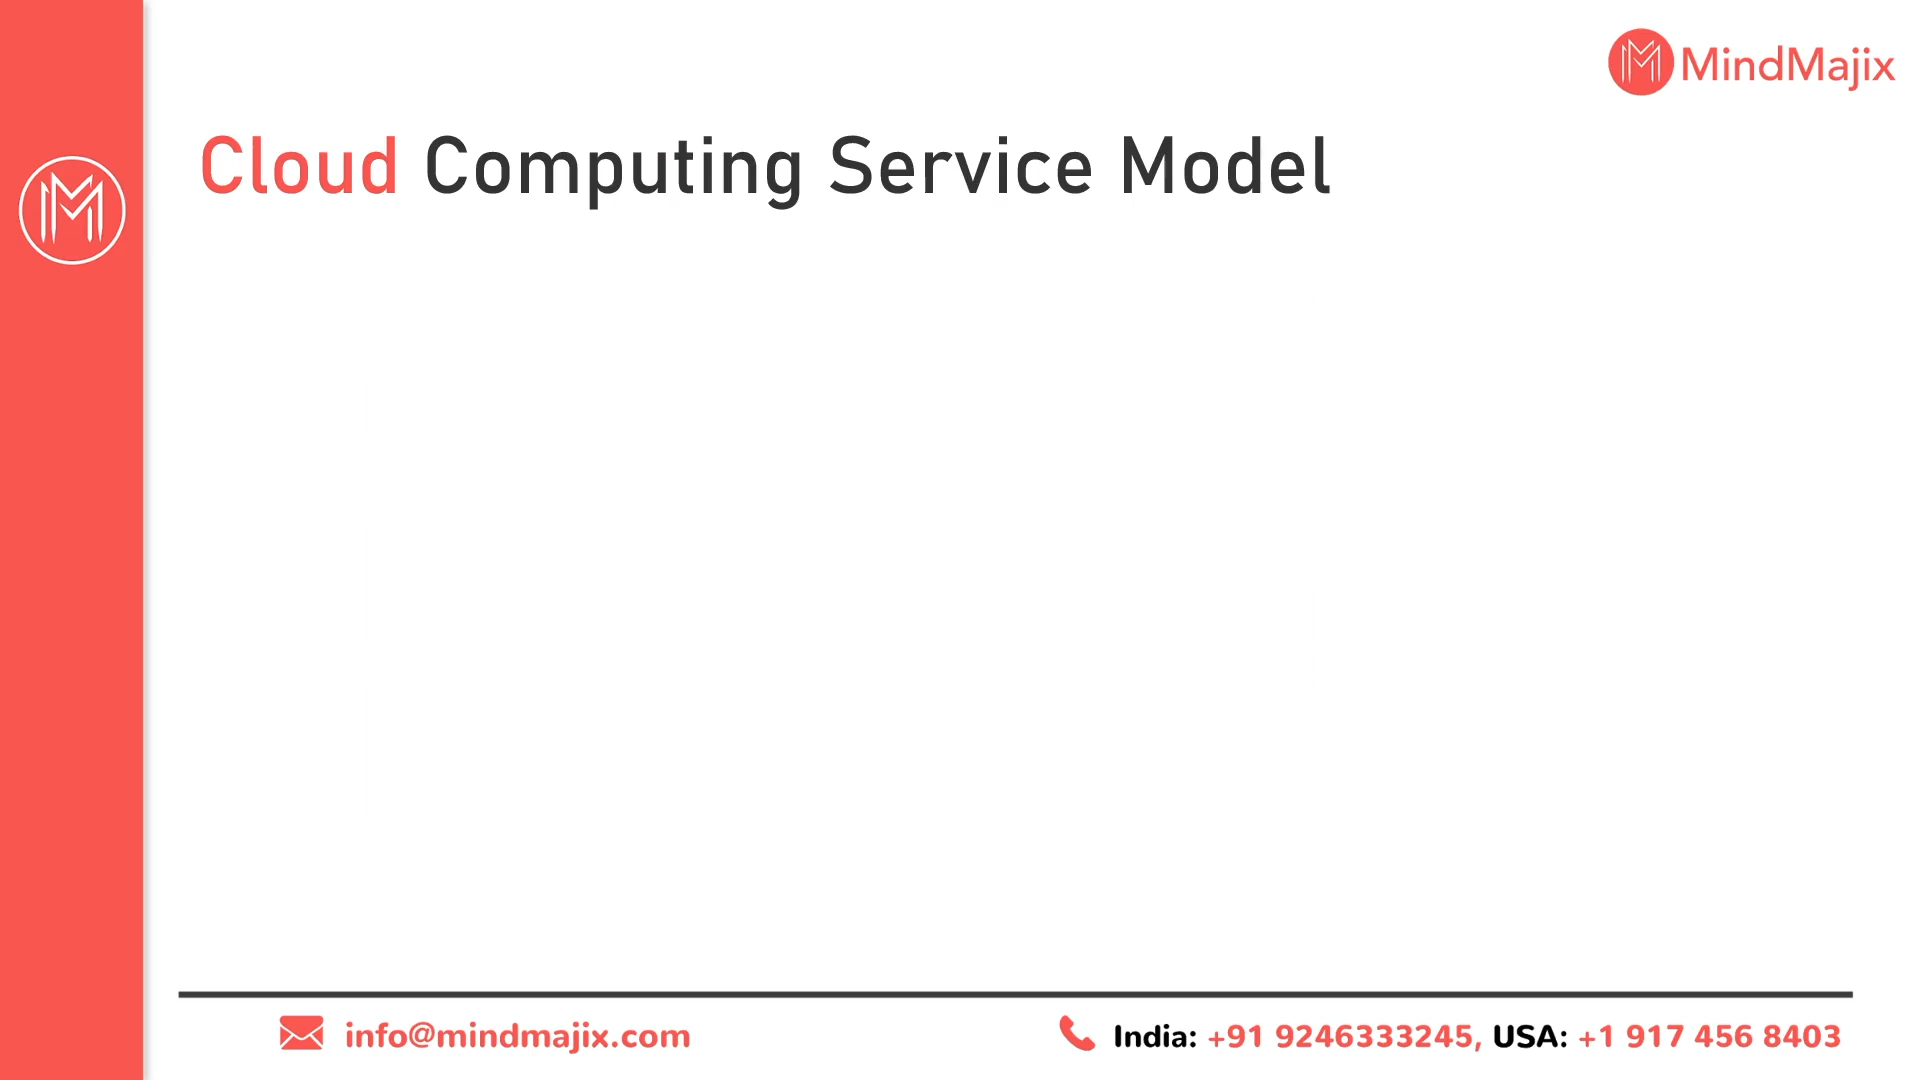 MindMajix
Cloud Computing Service Model
info@mindmajix.com
India: +91 9246333245, USA: +1 917 456 8403